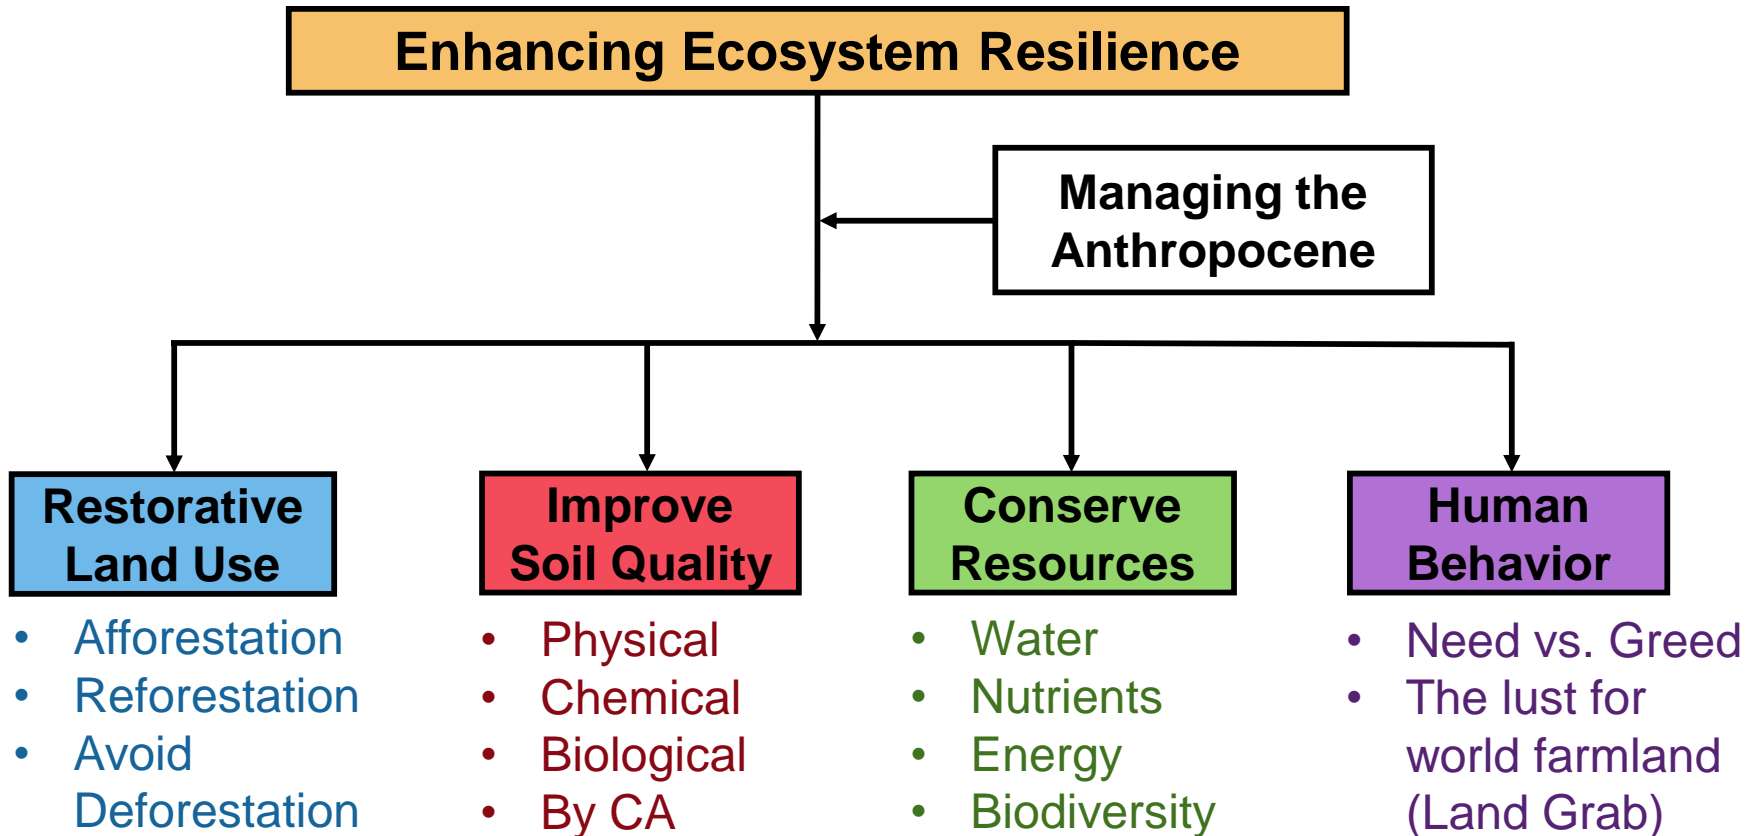 Enhancing Ecosystem Resilience
Managing the
Anthropocene
Restorative
Land Use
• Afforestation
• Reforestation
• Avoid
Deforestation
Improve
Soil Quality
• Physical
• Chemical
• Biological
• By CA
Conserve
Resources
• Water
• Nutrients
• Energy
• Biodiversity
Human
Behavior
• Need vs. Greed
• The lust for
world farmland
(Land Grab)